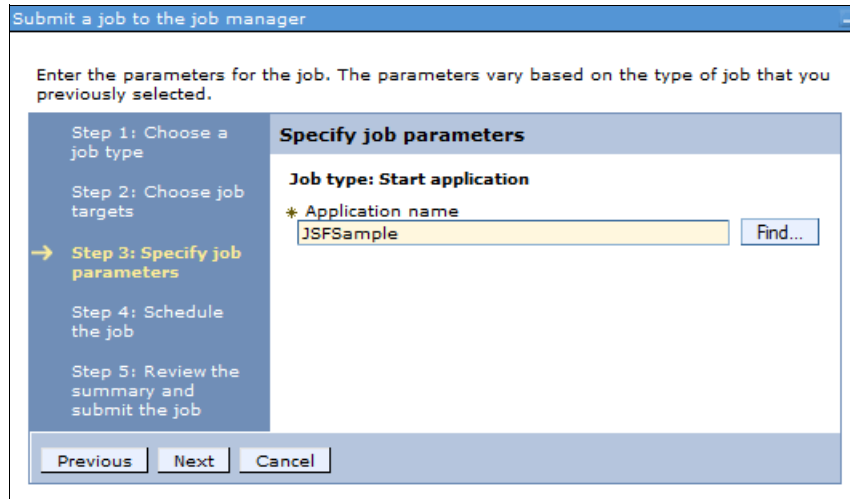 Submit a job to the job manager
Enter the parameters for the job. The parameters vary based on the type of job that you
previously selected.
Step 1: Choose a
job type
Step 2: Choose job
targets
Step 3: Specify job
parameters
Step 4: Schedule
the job
Step 5: Review the
summary and
submit the job
Specify job parameters
Job type: Start application
* Application name
JSFSample
Find...
Previous
Next
Cancel